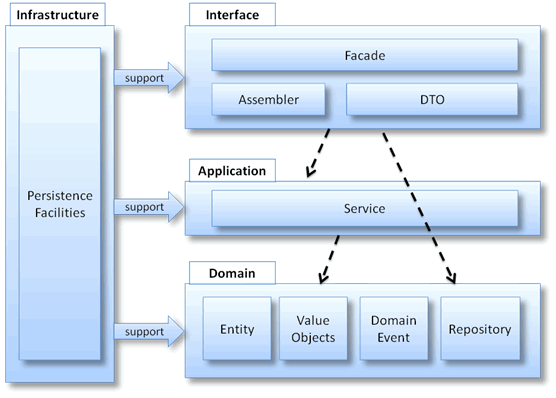 Infrastructure
Interface
Facade
Assembler
DTO
support
Application
Persistence
Facilities
support
Service
Domain
support
Entity
Value
Objects
Domain
Event
Repository